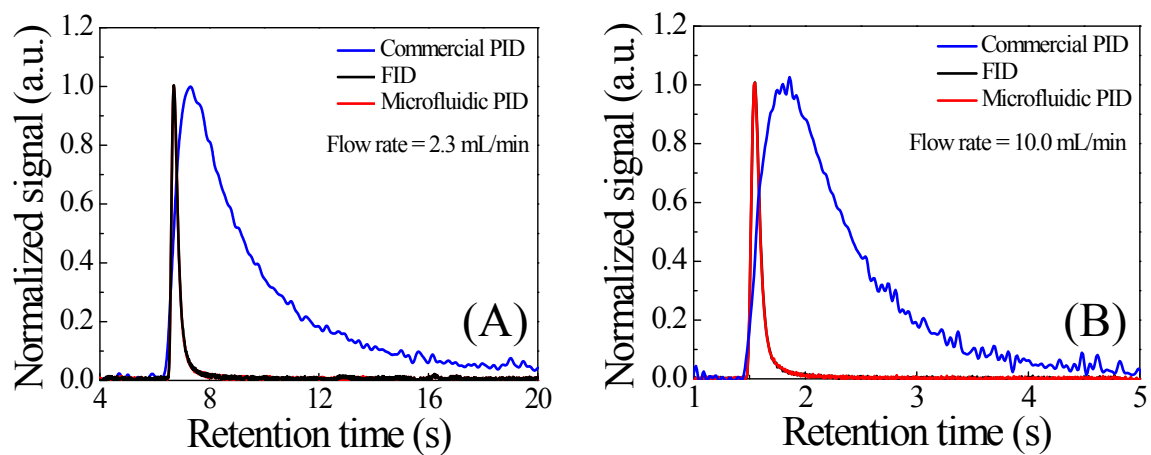 Normalized signal (a.u.)
1.2
1.0
0.8
0.6
0.4
0.2
0.0
Commercial PID
FID
Microfluidic PID
Flow rate = 2.3 mL/min
(A)
4 8 12 16 20
Retention time (s)
Normalized signal (a.u.)
1.2
1.0
0.8
0.6
0.4
0.2
0.0
Commercial PID
FID
Microfluidic PID
Flow rate = 10.0 mL/min
(B)
1 2 3 4 5
Retention time (s)